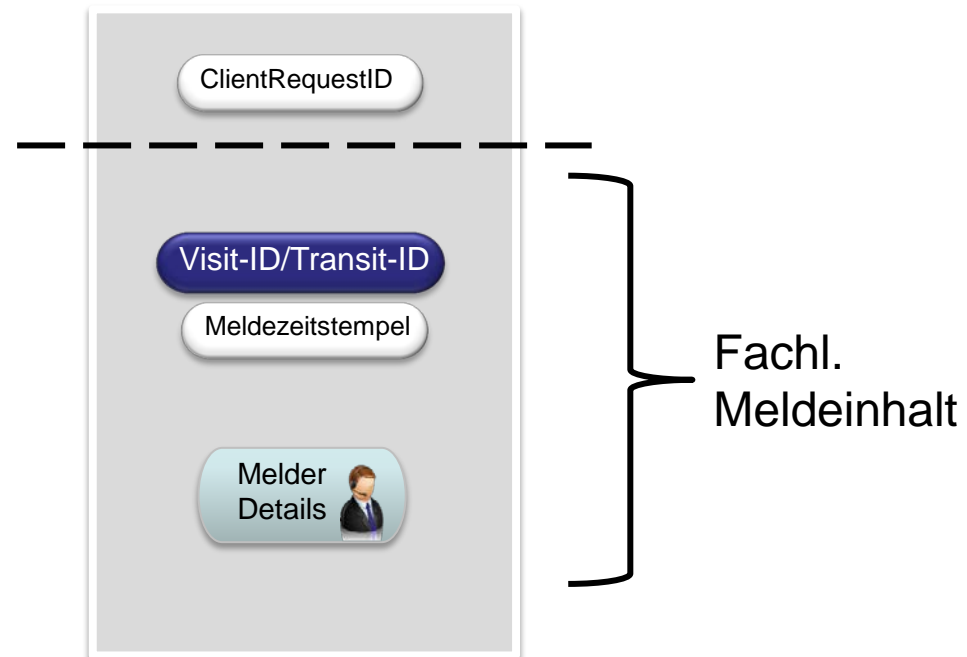 ClientRequestID
Visit-ID/Transit-ID
Meldezeitstempel
Fachl.
Meldeinhalt
Melder
Details